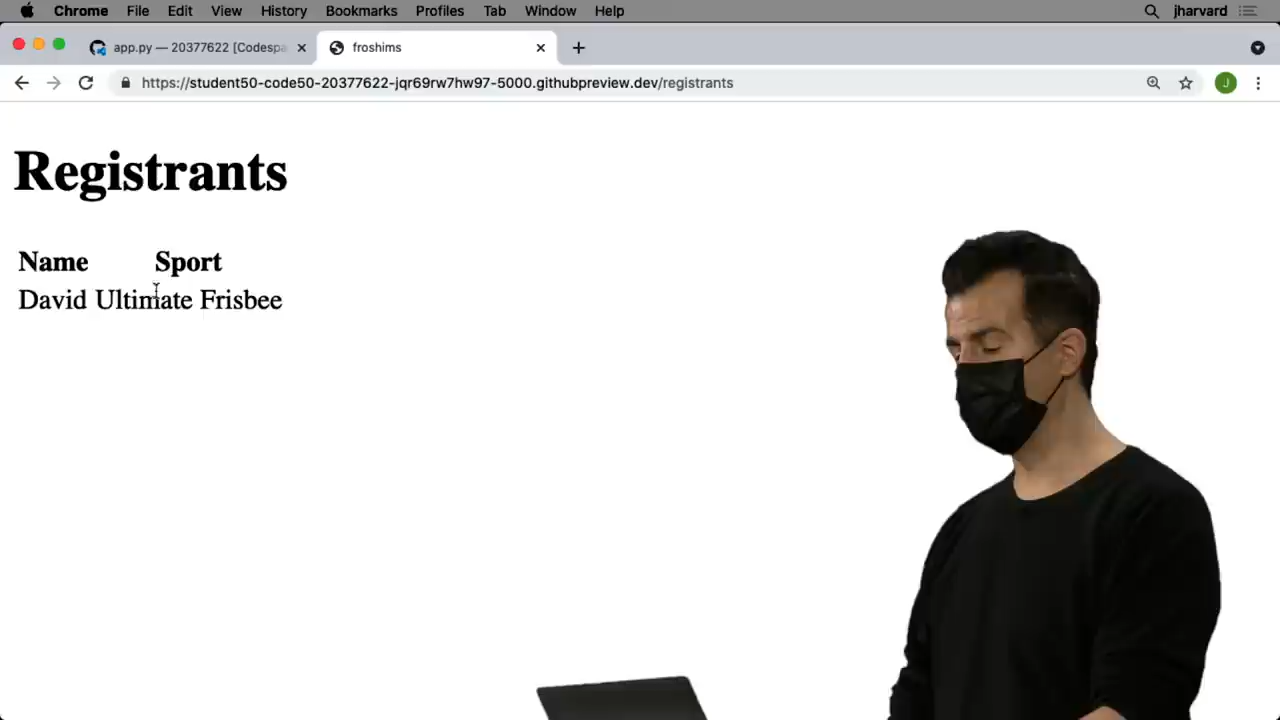 Chrome File Edit View History Bookmarks Profiles Tab Window Help jharvard
app.py — 20377622 [Codespa froshims
https://student50-code50-20377622-jqr69rw7hw97-5000.githubpreview.dev/registrants J
Registrants
Name Sport
David Ultimate Frisbee